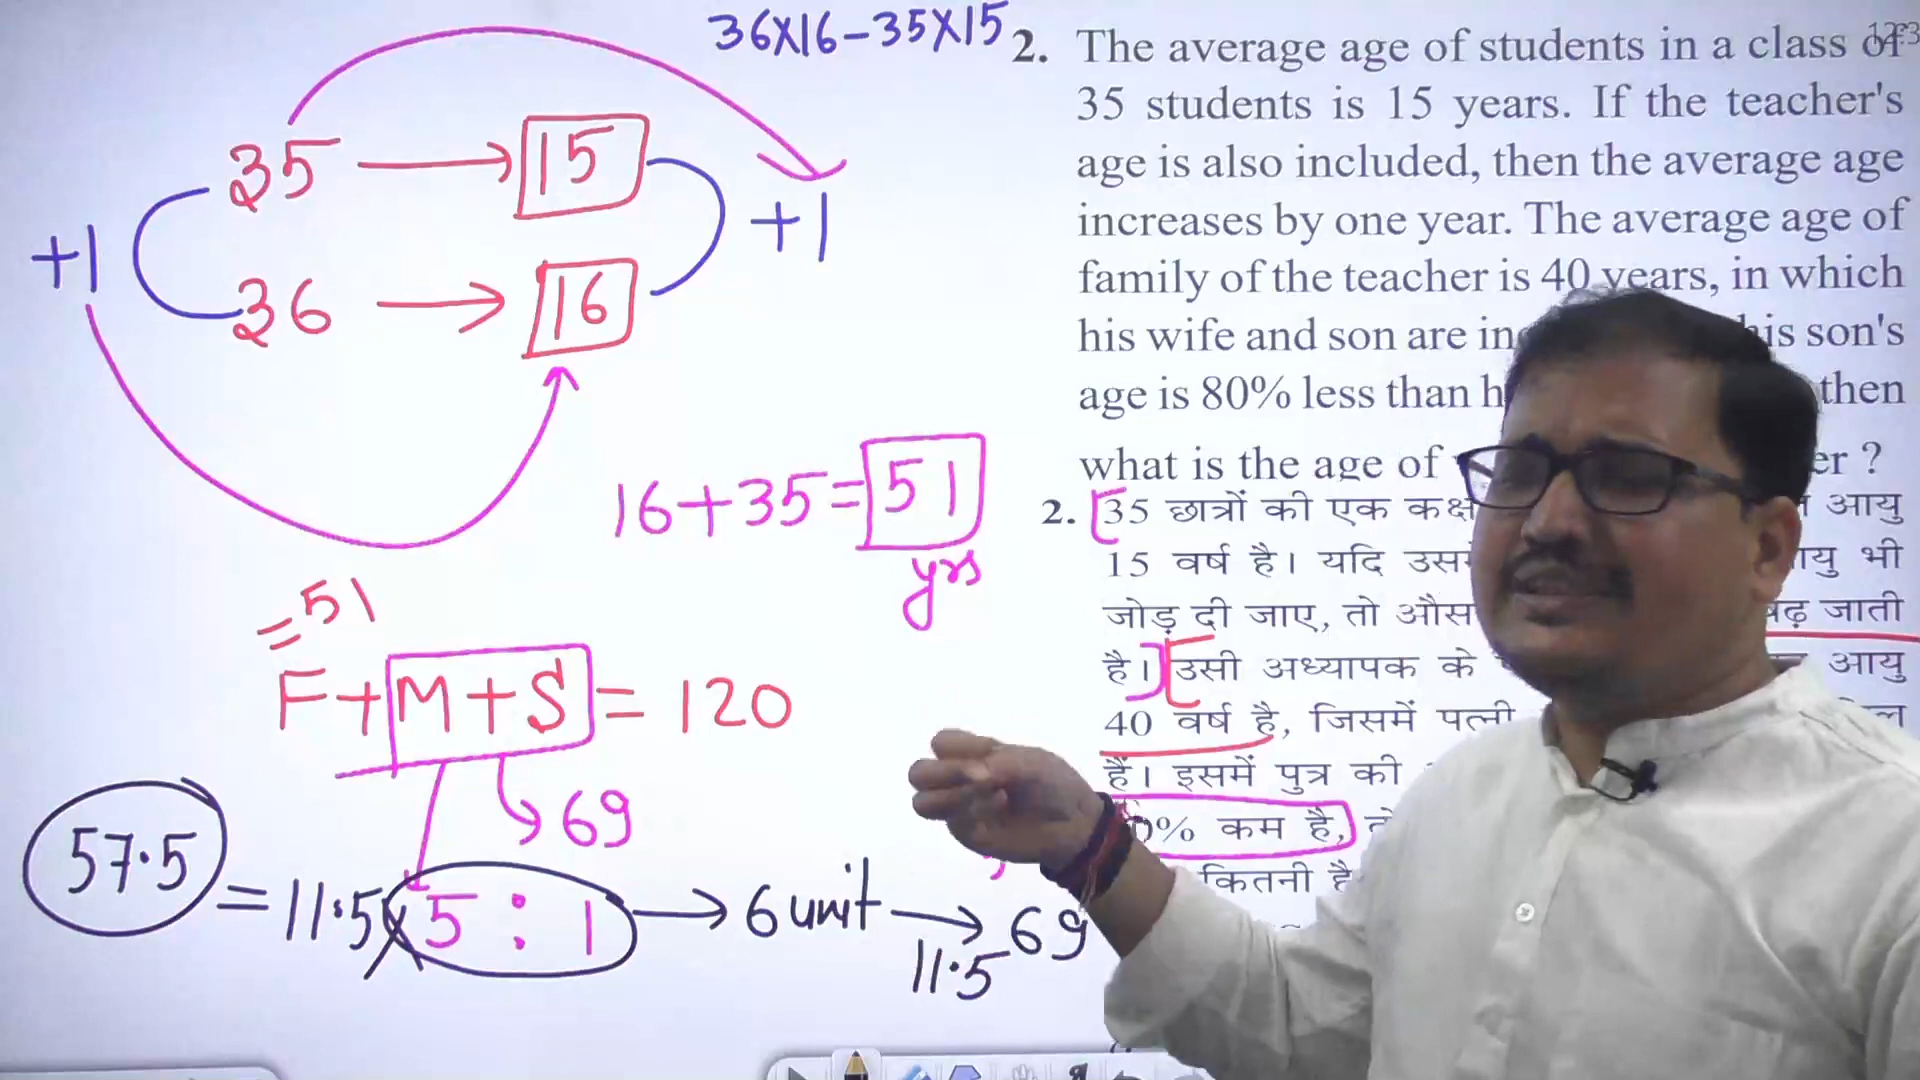 36×16-35×15
35 → 15
+1
+1
36 → 16
16+35=51
yrs
=51
F+M+S=120
69
57.5
=11.5×5:1→6unit→69
11.5
2. The average age of students in a class of
35 students is 15 years. If the teacher's
age is also included, then the average age
increases by one year. The average age of
family of the teacher is 40 years, in which
his wife and son are in his son's
age is 80% less than h then
what is the age of er ?
2. 35 छात्रों की एक कक्ष आयु
15 वर्ष है। यदि उस यु भी
जोड़ दी जाए, तो औस ढ़ जाती
है। उसी अध्यापक के आयु
40 वर्ष है, जिसमें पत्नी ल
हैं। इसमें पुत्र की
0% कम है,
कितनी है